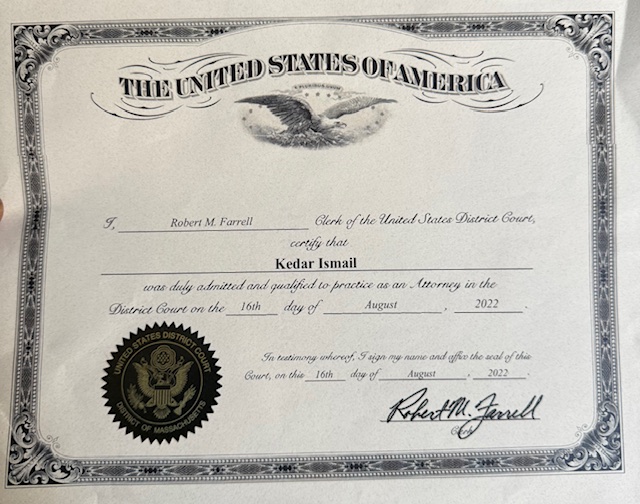 THE UNITED STATES OF AMERICA
I, Robert M. Farrell Clerk of the United States District Court,
certify that
Kedar Ismail
was duly admitted and qualified to practice as an Attorney in the
District Court on the 16th day of August, 2022.
In testimony whereof, I sign my name and affix the seal of this
Court, on this 16th day of August, 2022.
UNITED STATES DISTRICT COURT
DISTRICT OF MASSACHUSETTS
Robert M. Farrell
Clerk